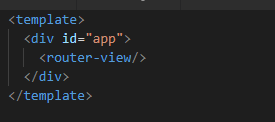 <template>
<div id="app">
<router-view/>
</div>
</template>